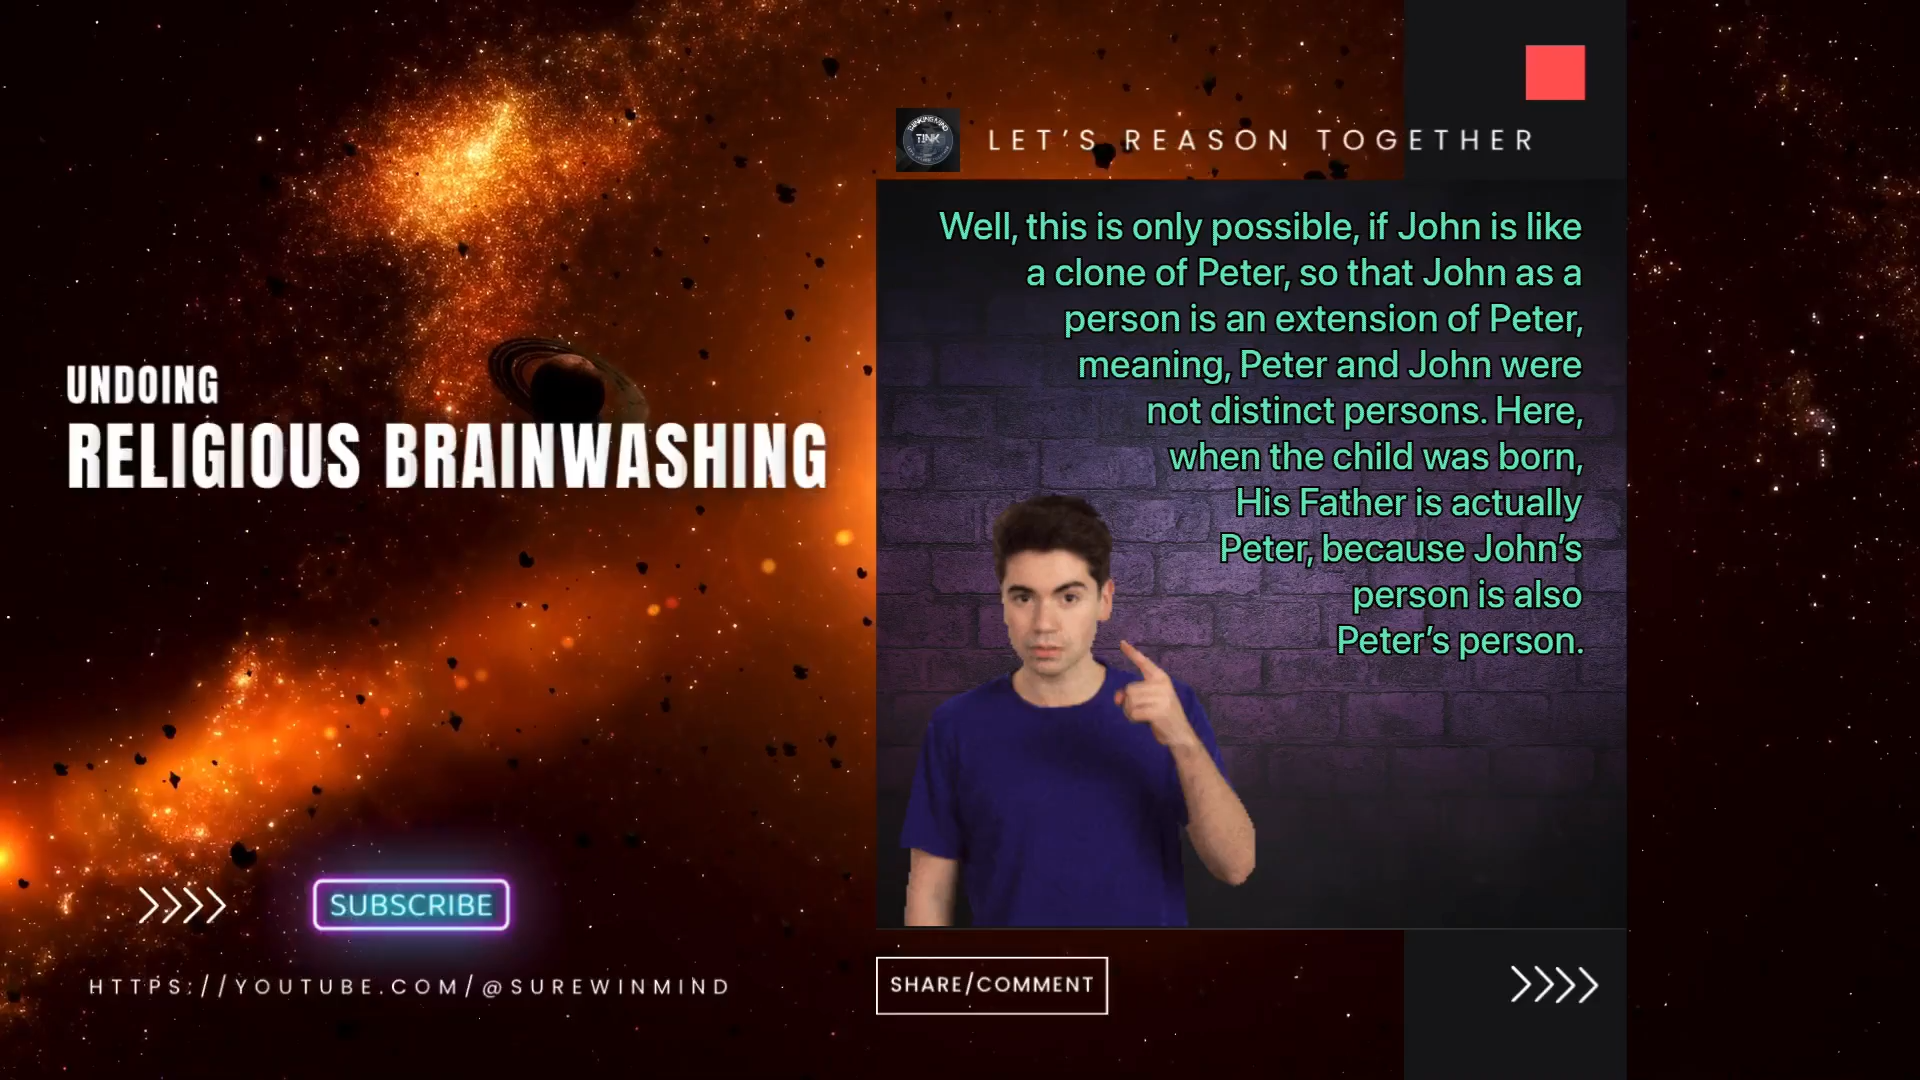 UNDOING
RELIGIOUS BRAINWASHING
SUBSCRIBE
HTTPS://YOUTUBE.COM/@SUREWINMIND
LET’S REASON TOGETHER
Well, this is only possible, if John is like
a clone of Peter, so that John as a
person is an extension of Peter,
meaning, Peter and John were
not distinct persons. Here,
when the child was born,
His Father is actually
Peter, because John’s
person is also
Peter’s person.
SHARE/COMMENT